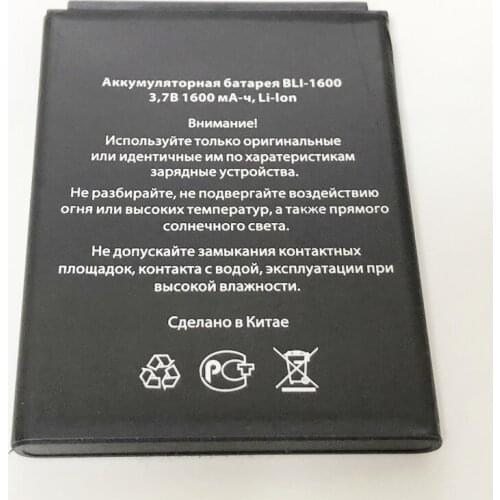 Аккумуляторная батарея BLI-1600
3,7В 1600 мА-ч, Li-Ion
Внимание!
Используйте только оригинальные
или идентичные им по харатеристикам
зарядные устройства.
Не разбирайте, не подвергайте воздействию
огня или высоких температур, а также прямого
солнечного света.
Не допускайте замыкания контактных
площадок, контакта с водой, эксплуатации при
высокой влажности.
Сделано в Китае